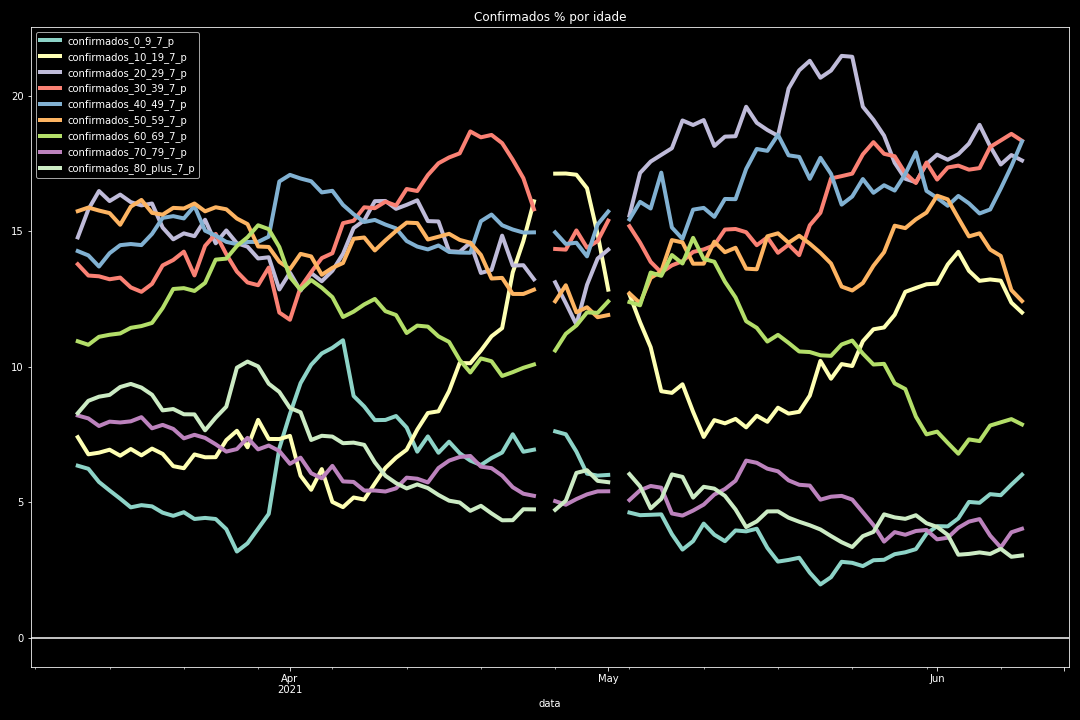 Confirmados % por idade
confirmados_0_9_7_p
confirmados_10_19_7_p
confirmados_20_29_7_p
confirmados_30_39_7_p
confirmados_40_49_7_p
confirmados_50_59_7_p
confirmados_60_69_7_p
confirmados_70_79_7_p
confirmados_80_plus_7_p
20
15
10
5
0
Apr
2021
May
Jun
data